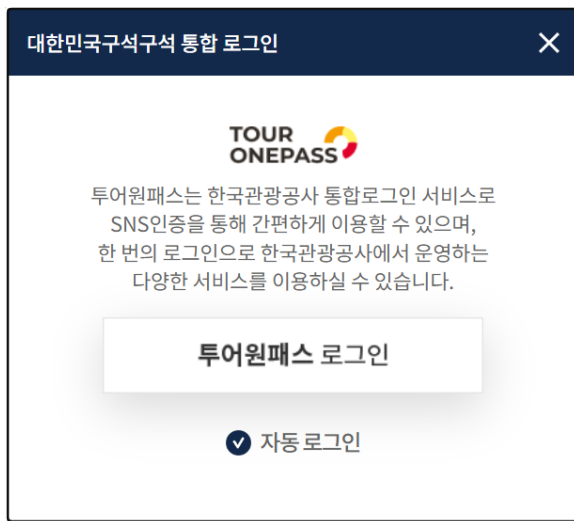 대한민국구석구석 통합 로그인
TOUR
ONEPASS
투어원패스는 한국관광공사 통합로그인 서비스로
SNS인증을 통해 간편하게 이용할 수 있으며,
한 번의 로그인으로 한국관광공사에서 운영하는
다양한 서비스를 이용하실 수 있습니다.
투어원패스 로그인
자동 로그인